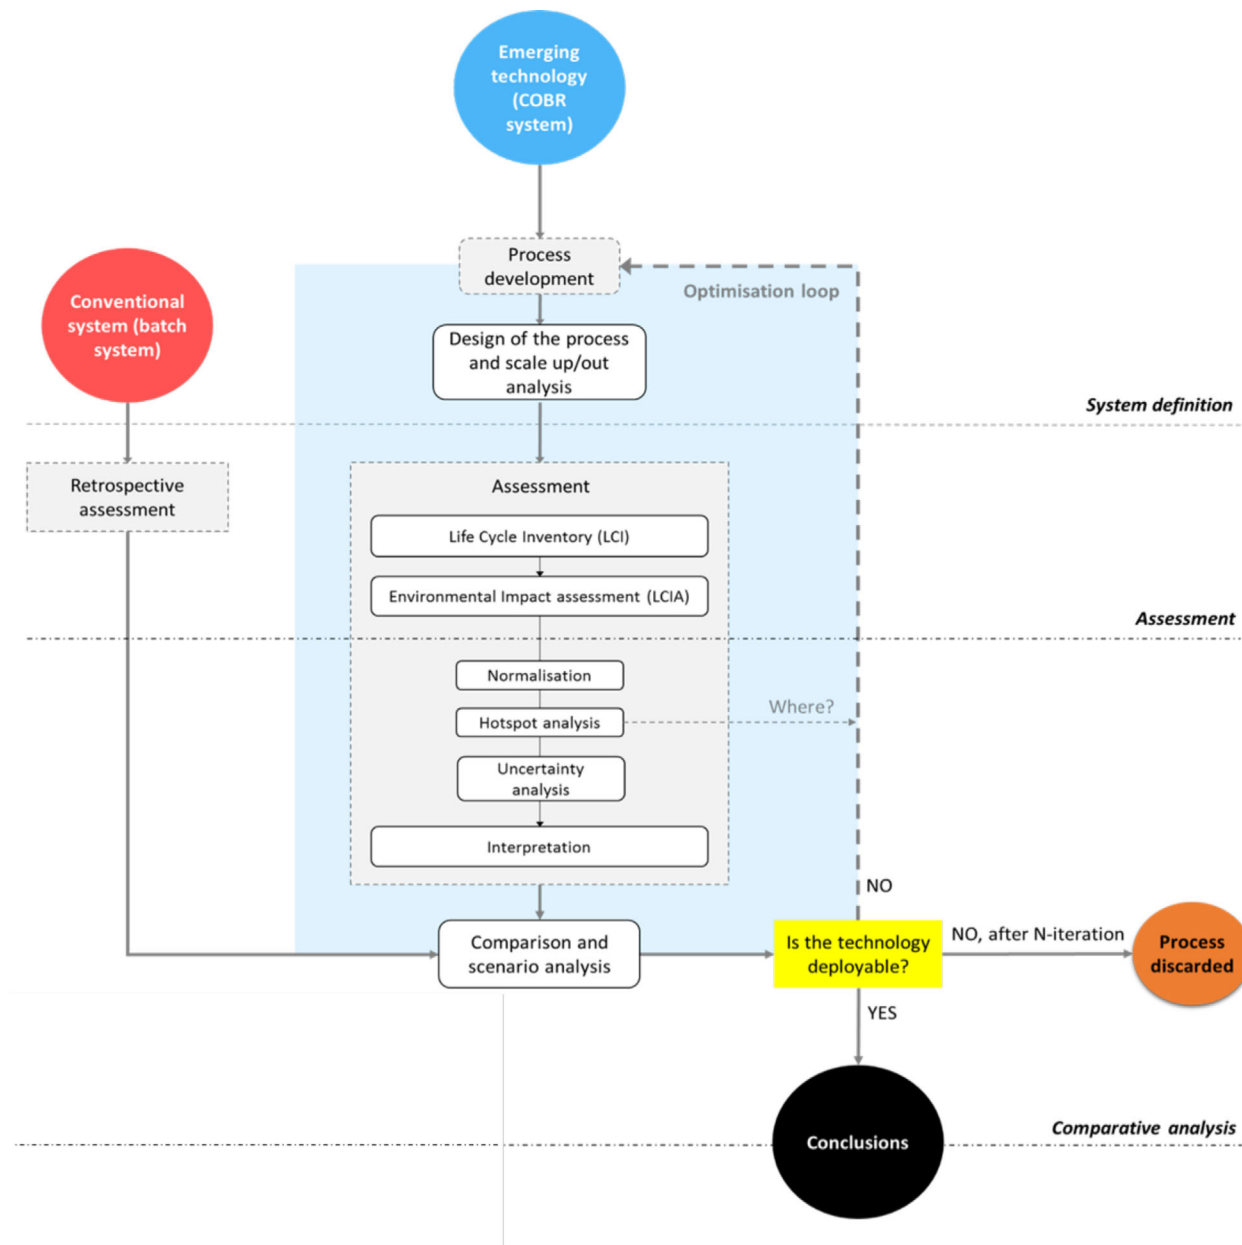 Emerging
technology
(COBR
system)
Process
development
Optimisation loop
Conventional
system (batch
system)
Design of the process
and scale up/out
analysis
System definition
Retrospective
assessment
Assessment
Life Cycle Inventory (LCI)
Environmental Impact assessment (LCIA)
Assessment
Normalisation
Where?
Hotspot analysis
Uncertainty
analysis
Interpretation
NO
Comparison and
scenario analysis
Is the technology
deployable?
NO, after N-iteration
Process
discarded
YES
Comparative analysis
Conclusions